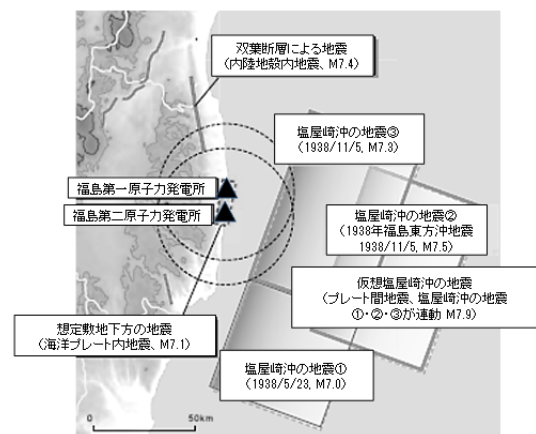 双葉断層による地震
(内陸地殻内地震、M7.4)
塩屋崎沖の地震③
(1938/11/5, M7.3)
福島第一原子力発電所
福島第二原子力発電所
塩屋崎沖の地震②
(1938年福島東方沖地震
1938/11/5, M7.5)
仮想塩屋崎沖の地震
(プレート間地震、塩屋崎沖の地震
①・②・③が連動 M7.9)
想定敷地下方の地震
(海洋プレート内地震、M7.1)
塩屋崎沖の地震①
(1938/5/23, M7.0)
0 50km